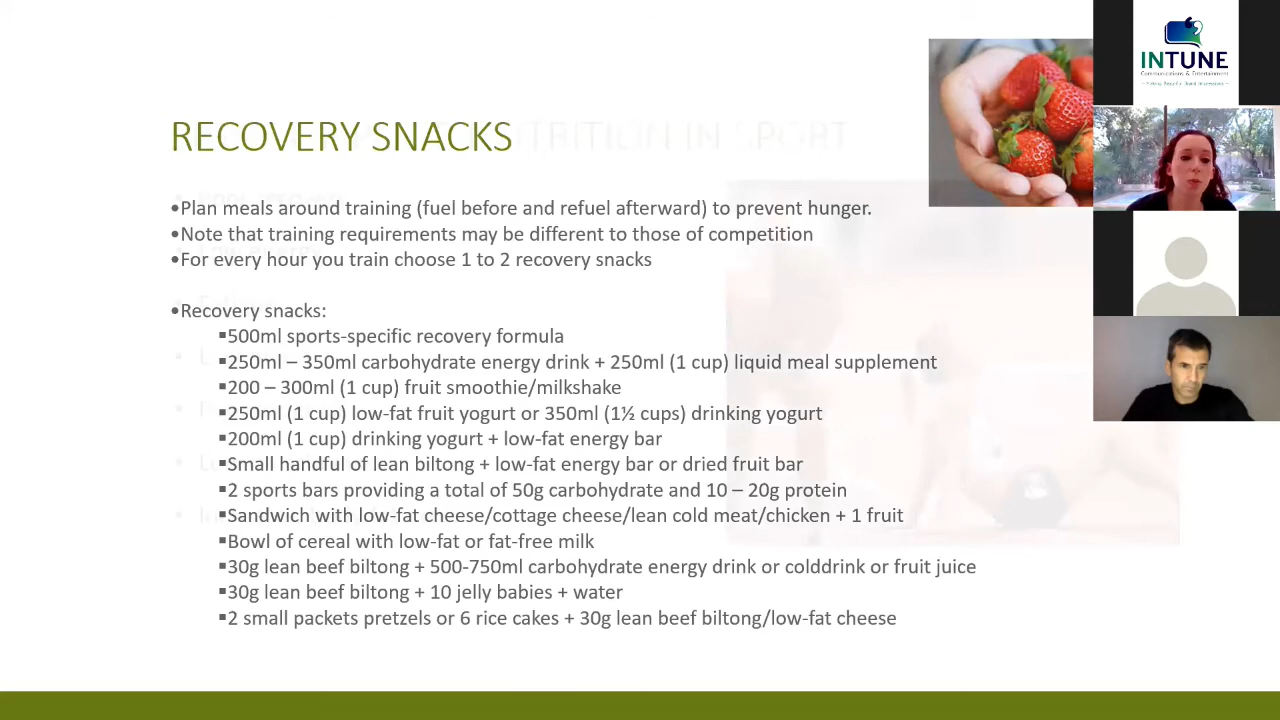 RECOVERY SNACKS
NUTRITION IN SPORT
•Plan meals around training (fuel before and refuel afterward) to prevent hunger.
•Note that training requirements may be different to those of competition
•For every hour you train choose 1 to 2 recovery snacks
•Recovery snacks:
▪500ml sports-specific recovery formula
▪250ml – 350ml carbohydrate energy drink + 250ml (1 cup) liquid meal supplement
▪200 – 300ml (1 cup) fruit smoothie/milkshake
▪250ml (1 cup) low-fat fruit yogurt or 350ml (1½ cups) drinking yogurt
▪200ml (1 cup) drinking yogurt + low-fat energy bar
▪Small handful of lean biltong + low-fat energy bar or dried fruit bar
▪2 sports bars providing a total of 50g carbohydrate and 10 – 20g protein
▪Sandwich with low-fat cheese/cottage cheese/lean cold meat/chicken + 1 fruit
▪Bowl of cereal with low-fat or fat-free milk
▪30g lean beef biltong + 500-750ml carbohydrate energy drink or colddrink or fruit juice
▪30g lean beef biltong + 10 jelly babies + water
▪2 small packets pretzels or 6 rice cakes + 30g lean beef biltong/low-fat cheese
INTUNE
Communications & Entertainment